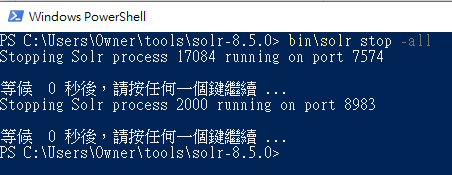 Windows PowerShell
PS C:\Users\Owner\tools\solr-8.5.0> bin\solr stop -all
Stopping Solr process 17084 running on port 7574
等候  0 秒後，請按任何一個鍵繼續 ...
Stopping Solr process 2000 running on port 8983
等候  0 秒後，請按任何一個鍵繼續 ...
PS C:\Users\Owner\tools\solr-8.5.0>